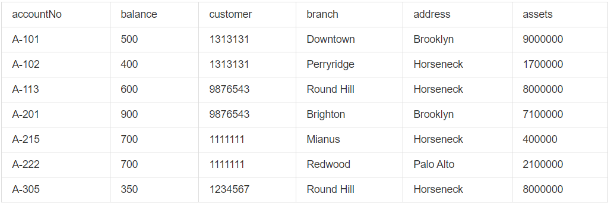 accountNo balance customer branch address assets
A-101 500 1313131 Downtown Brooklyn 9000000
A-102 400 1313131 Perryridge Horseneck 1700000
A-113 600 9876543 Round Hill Horseneck 8000000
A-201 900 9876543 Brighton Brooklyn 7100000
A-215 700 1111111 Mianus Horseneck 400000
A-222 700 1111111 Redwood Palo Alto 2100000
A-305 350 1234567 Round Hill Horseneck 8000000